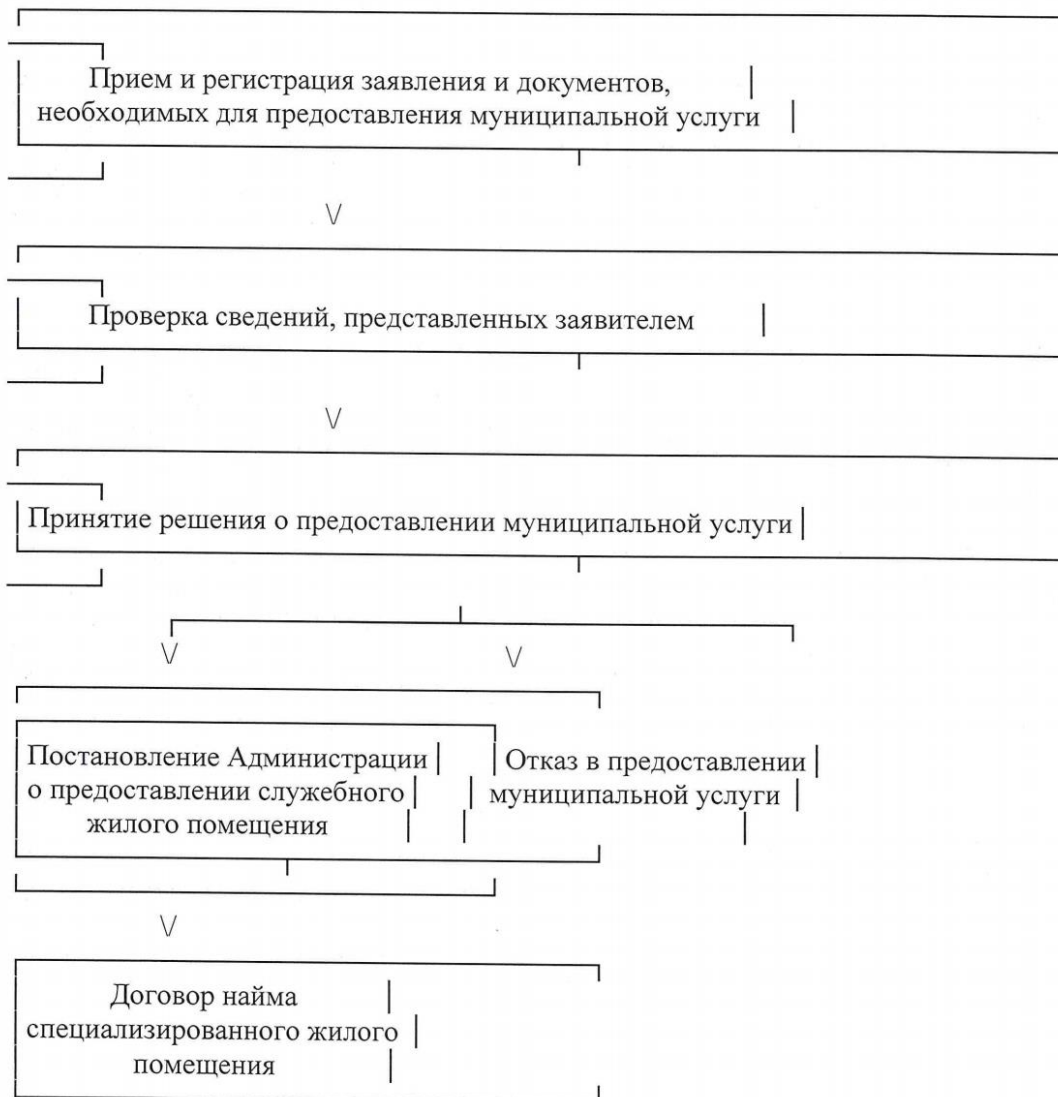 Прием и регистрация заявления и документов,
необходимых для предоставления муниципальной услуги
Проверка сведений, представленных заявителем
Принятие решения о предоставлении муниципальной услуги
Постановление Администрации
о предоставлении служебного
жилого помещения
Отказ в предоставлении
муниципальной услуги
Договор найма
специализированного жилого
помещения